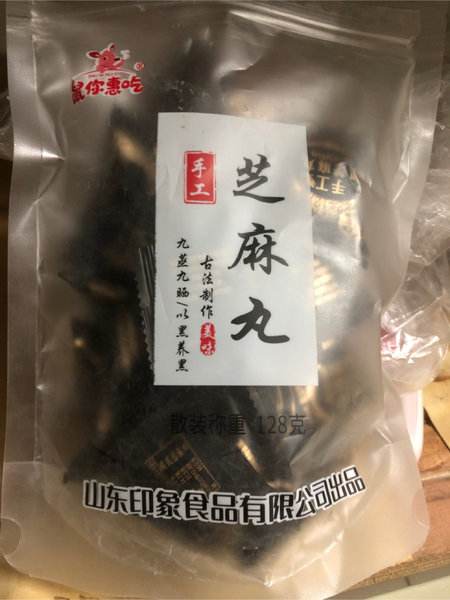 鼠你惠吃
手工
芝麻丸
古法制作 美味
九蒸九晒/以黑养黑
散装称重 128克
山东印象食品有限公司出品